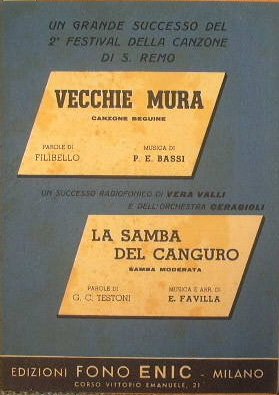 UN GRANDE SUCCESSO DEL
2° FESTIVAL DELLA CANZONE
DI S. REMO
VECCHIE MURA
CANZONE BEGUINE
PAROLE DI
FILIBELLO
MUSICA DI
P. E. BASSI
UN SUCCESSO RADIOFONICO DI VERA VALLI
E DELL'ORCHESTRA CERAGIOLI
LA SAMBA
DEL CANGURO
SAMBA MODERATA
PAROLE DI
G. C. TESTONI
MUSICA E ARR. DI
E. FAVILLA
EDIZIONI FONO ENIC - MILANO
CORSO VITTORIO EMANUELE, 21